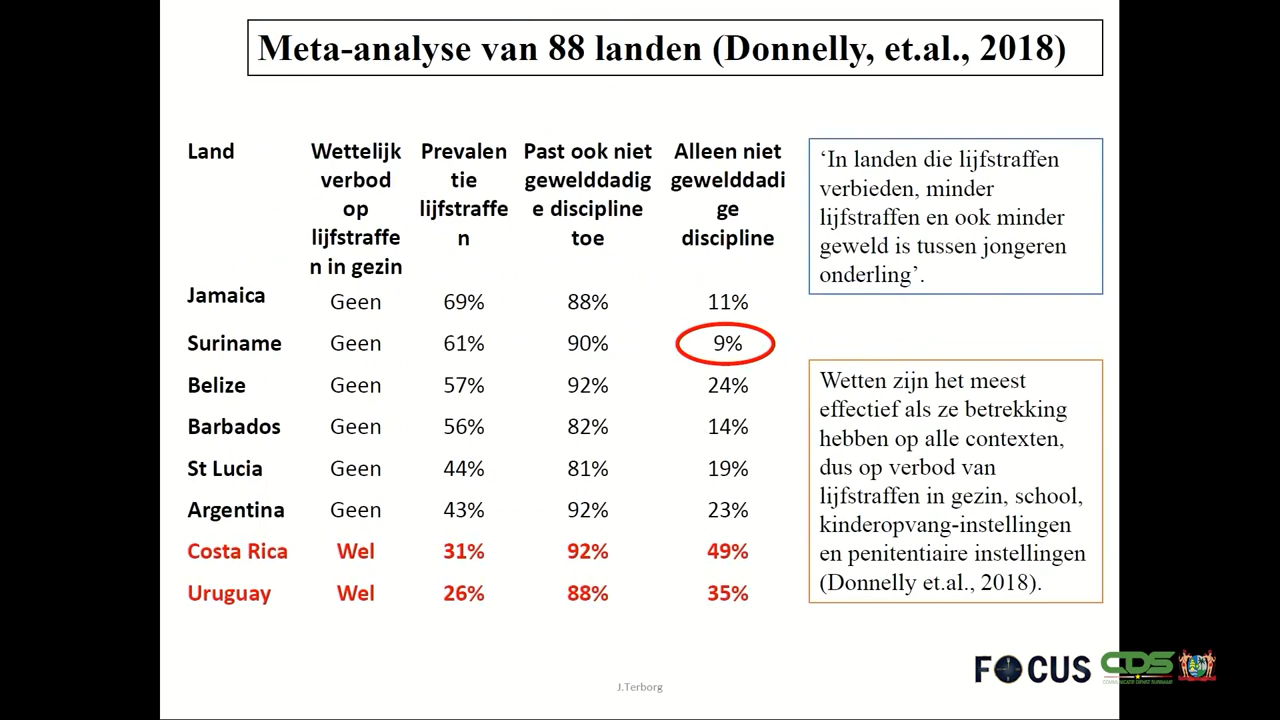 Meta-analyse van 88 landen (Donnelly, et.al., 2018)
Land
Wettelijk
verbod
op
lijfstraffe
n in gezin
Prevalen
tie
lijfstraffe
n
Past ook niet
gewelddadig
e discipline
toe
Alleen niet
gewelddadi
ge
discipline
Jamaica Geen 69% 88% 11%
Suriname Geen 61% 90% 9%
Belize Geen 57% 92% 24%
Barbados Geen 56% 82% 14%
St Lucia Geen 44% 81% 19%
Argentina Geen 43% 92% 23%
Costa Rica Wel 31% 92% 49%
Uruguay Wel 26% 88% 35%
‘In landen die lijfstraffen
verbieden, minder
lijfstraffen en ook minder
geweld is tussen jongeren
onderling’.
Wetten zijn het meest
effectief als ze betrekking
hebben op alle contexten,
dus op verbod van
lijfstraffen in gezin, school,
kinderopvang-instellingen
en penitentiaire instellingen
(Donnelly et.al., 2018).
J.Terborg
FOCUS
CDS
COMMUNICATIE DIENST SURINAME